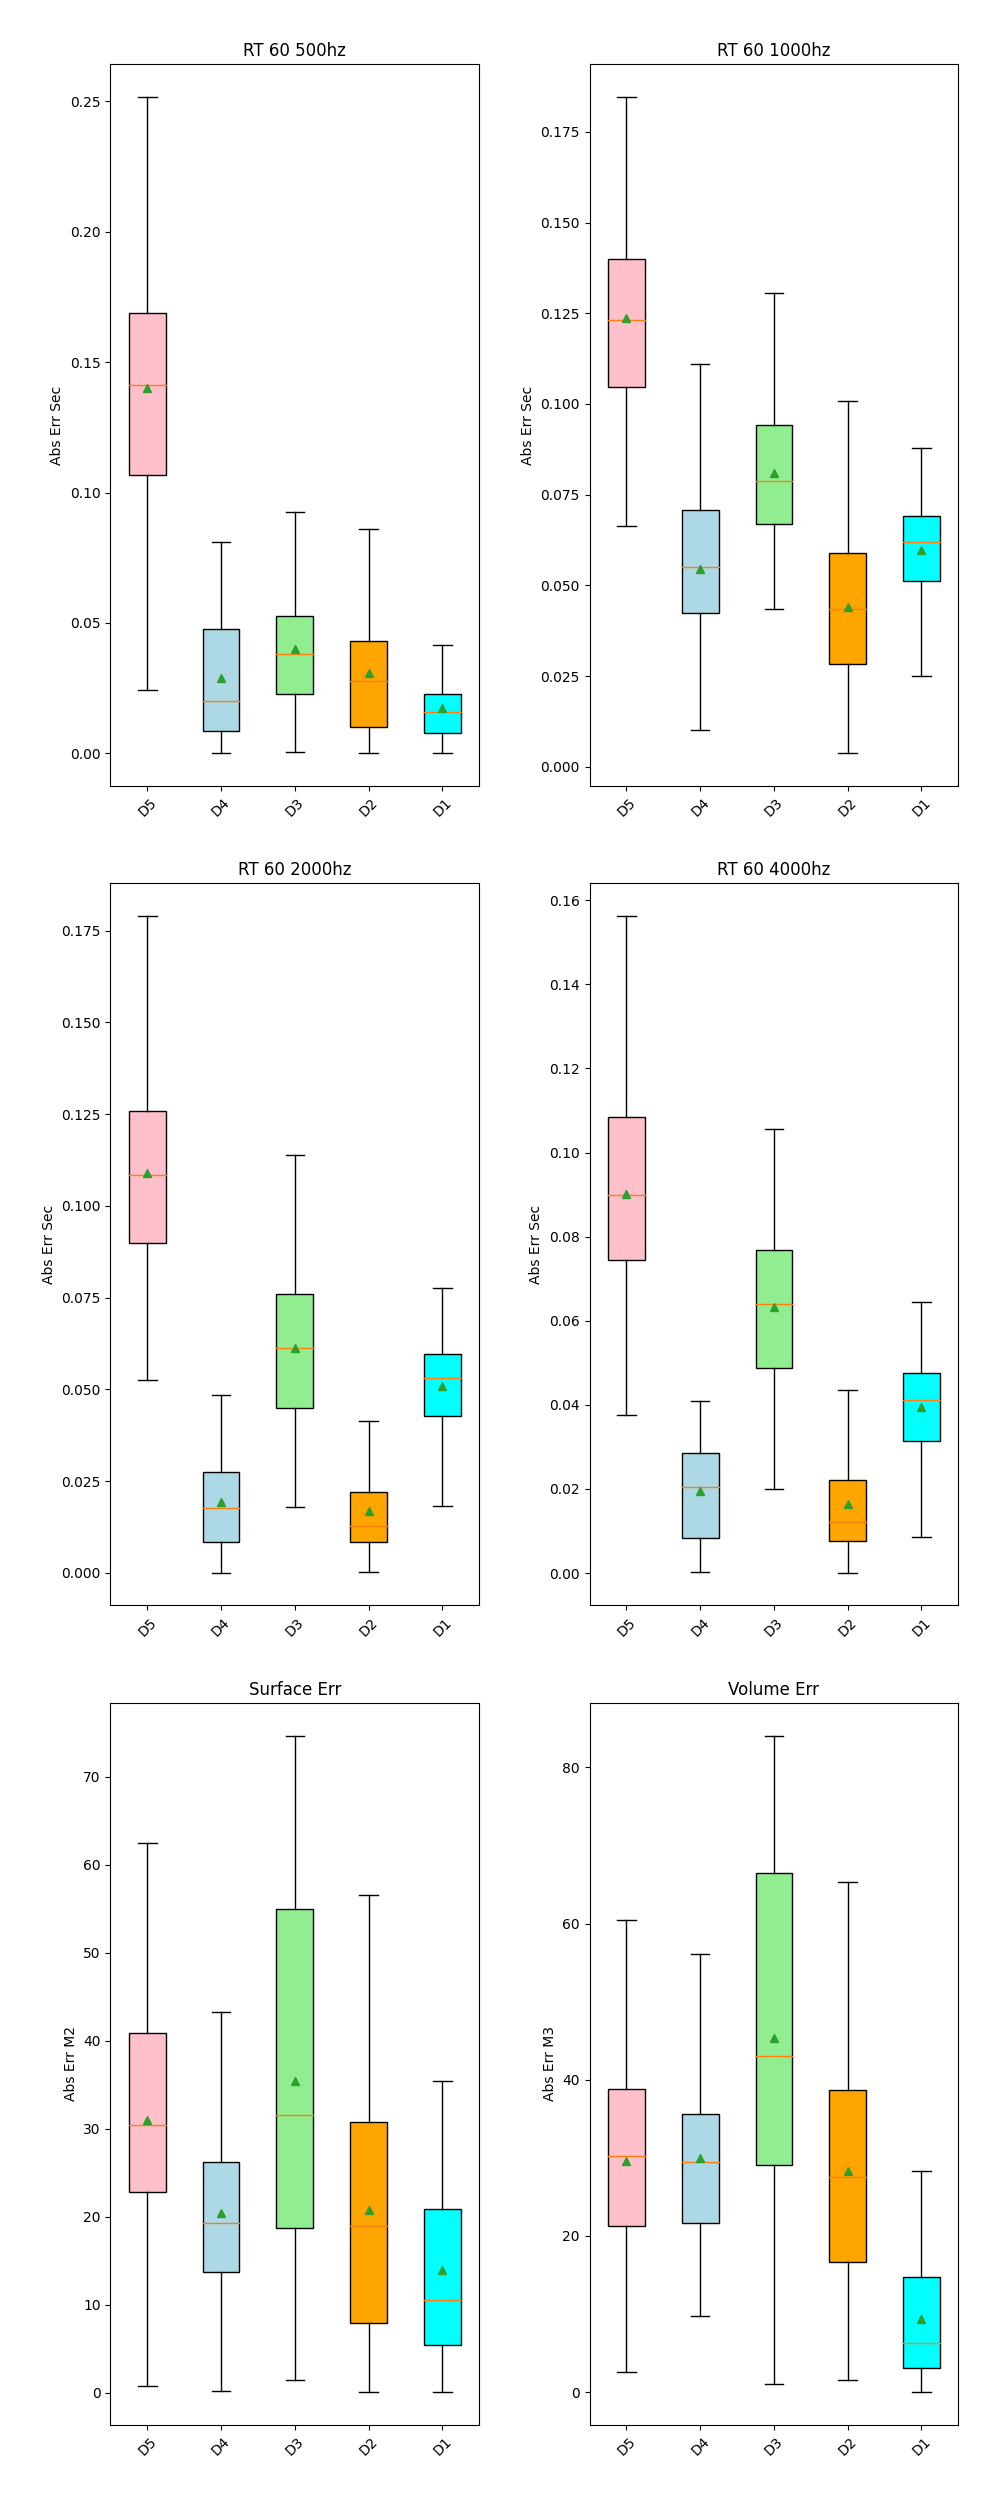 RT 60 500hz
Abs Err Sec
0.25
0.20
0.15
0.10
0.05
0.00
D5 D4 D3 D2 D1
RT 60 1000hz
Abs Err Sec
0.175
0.150
0.125
0.100
0.075
0.050
0.025
0.000
D5 D4 D3 D2 D1
RT 60 2000hz
Abs Err Sec
0.175
0.150
0.125
0.100
0.075
0.050
0.025
0.000
D5 D4 D3 D2 D1
RT 60 4000hz
Abs Err Sec
0.16
0.14
0.12
0.10
0.08
0.06
0.04
0.02
0.00
D5 D4 D3 D2 D1
Surface Err
Abs Err M2
70
60
50
40
30
20
10
0
D5 D4 D3 D2 D1
Volume Err
Abs Err M3
80
60
40
20
0
D5 D4 D3 D2 D1